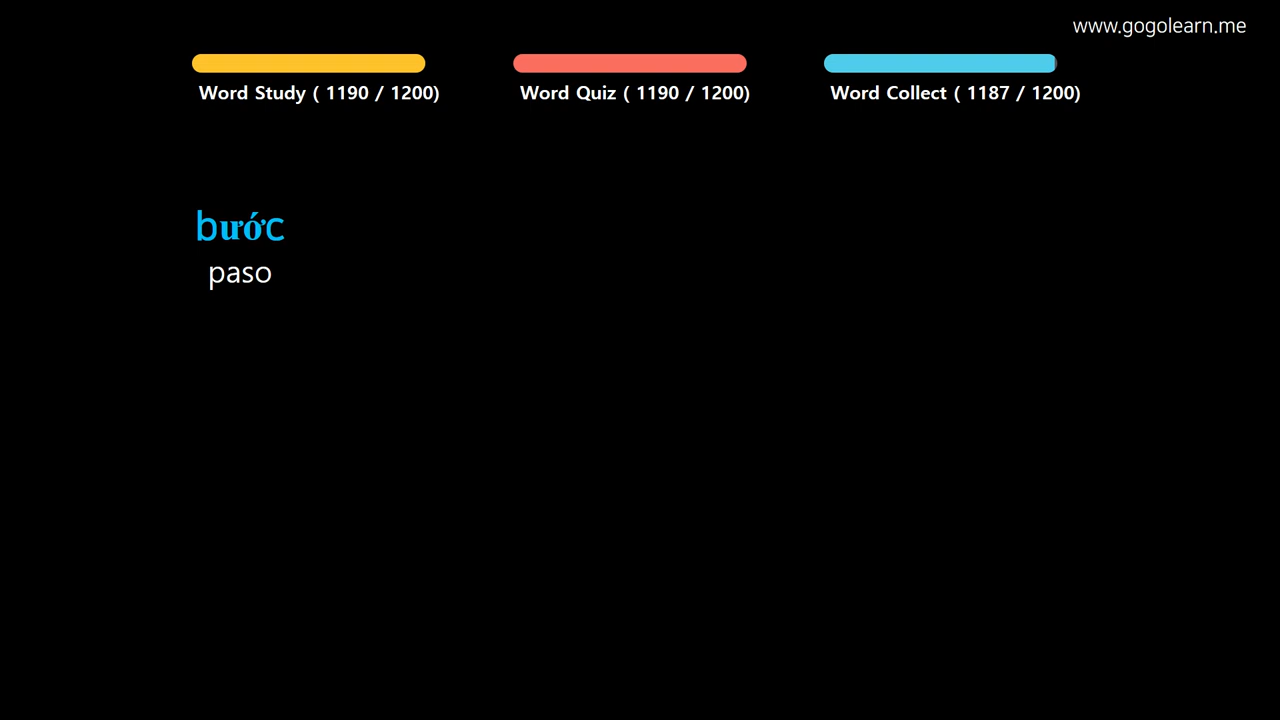 www.gogolearn.me
Word Study ( 1190 / 1200)
Word Quiz ( 1190 / 1200)
Word Collect ( 1187 / 1200)
bước
paso